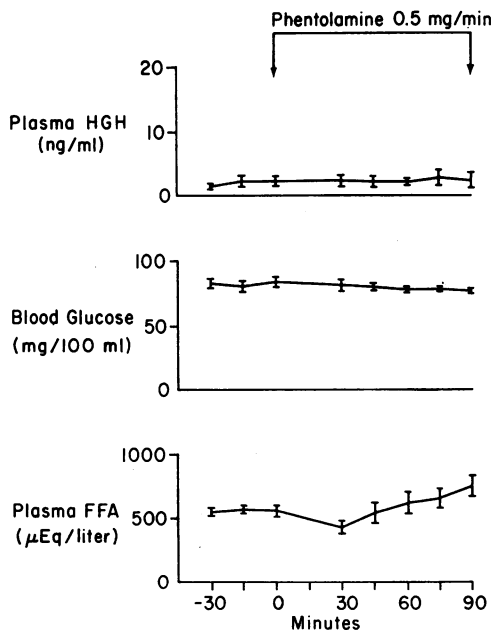 Phentolamine 0.5 mg/min
20
Plasma HGH
(ng/ml)
10
0
100
Blood Glucose
(mg/100 ml)
50
0
1000
Plasma FFA
(μEq/liter)
500
0
-30 0 30 60 90
Minutes